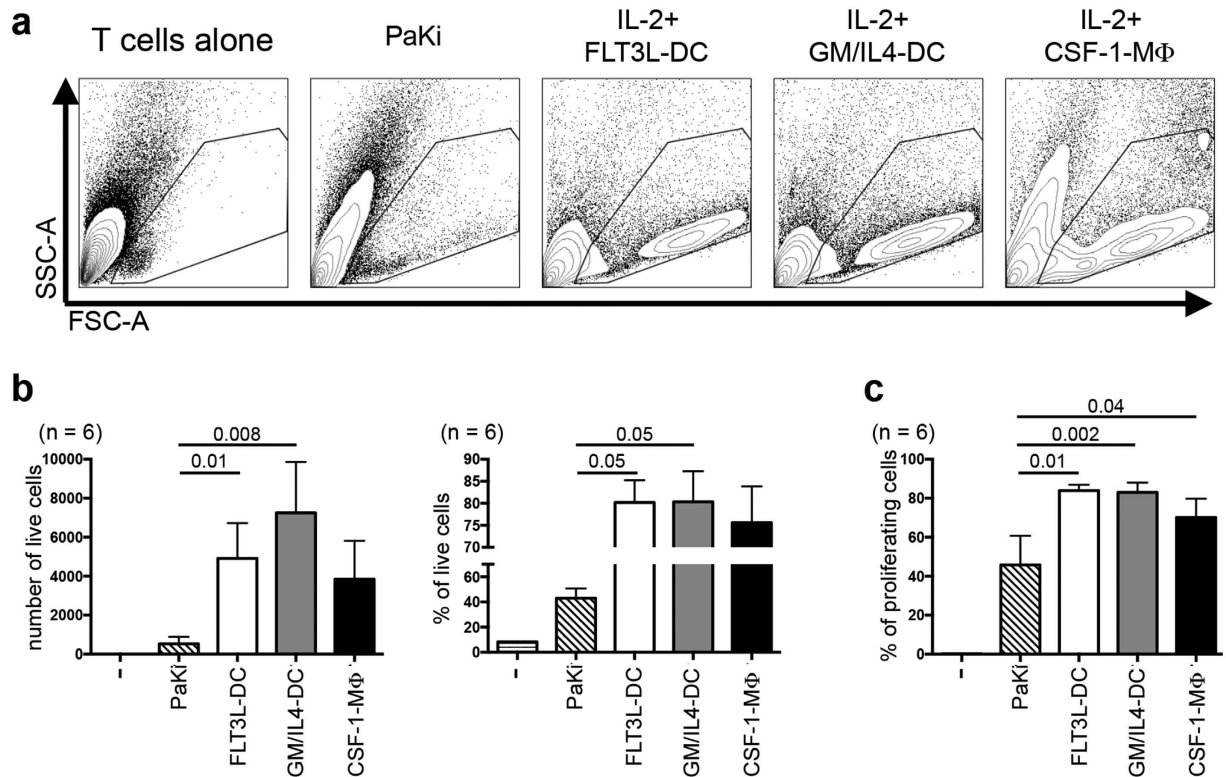 a
T cells alone
PaKi
IL-2+
FLT3L-DC
IL-2+
GM/IL4-DC
IL-2+
CSF-1-MΦ
SSC-A
FSC-A
b
(n = 6)
0.008
0.01
number of live cells
10000
8000
6000
4000
2000
0
-
PaKi
FLT3L-DC
GM/IL4-DC
CSF-1-MΦ
(n = 6)
0.05
0.05
% of live cells
90
85
80
75
70
60
40
20
0
-
PaKi
FLT3L-DC
GM/IL4-DC
CSF-1-MΦ
c
(n = 6)
0.04
0.002
0.01
% of proliferating cells
100
80
60
40
20
0
-
PaKi
FLT3L-DC
GM/IL4-DC
CSF-1-MΦ